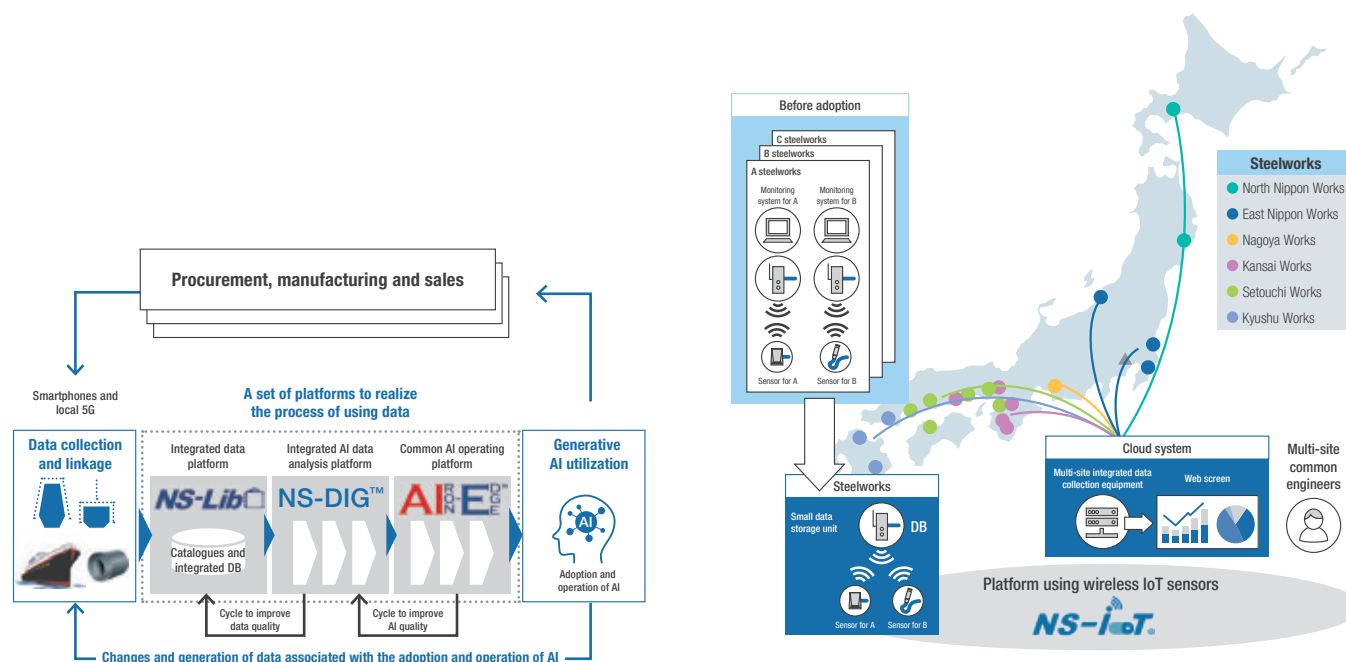 Procurement, manufacturing and sales
Smartphones and
local 5G
A set of platforms to realize
the process of using data
Data collection
and linkage
Integrated data
platform
NS-Lib
Catalogues and
integrated DB
Integrated AI data
analysis platform
NS-DIG™
Common AI operating
platform
AIRON-EDGE™
Generative
AI utilization
AI
Adoption and
operation of AI
Cycle to improve
data quality
Cycle to improve
AI quality
Changes and generation of data associated with the adoption and operation of AI
Before adoption
C steelworks
B steelworks
A steelworks
Monitoring
system for A
Monitoring
system for B
Sensor for A
Sensor for B
Steelworks
Small data
storage unit
DB
Sensor for A
Sensor for B
Steelworks
North Nippon Works
East Nippon Works
Nagoya Works
Kansai Works
Setouchi Works
Kyushu Works
Cloud system
Multi-site integrated data
collection equipment
Web screen
Multi-site
common
engineers
Platform using wireless IoT sensors
NS-IoT.